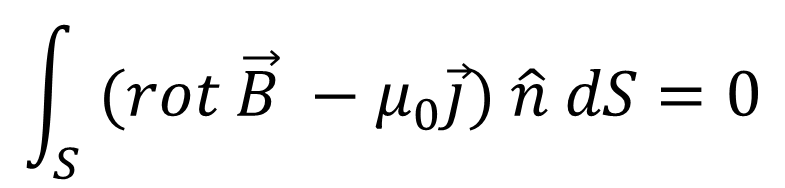 ∫_S (rot B⃗ − μ₀j⃗) n̂ dS = 0